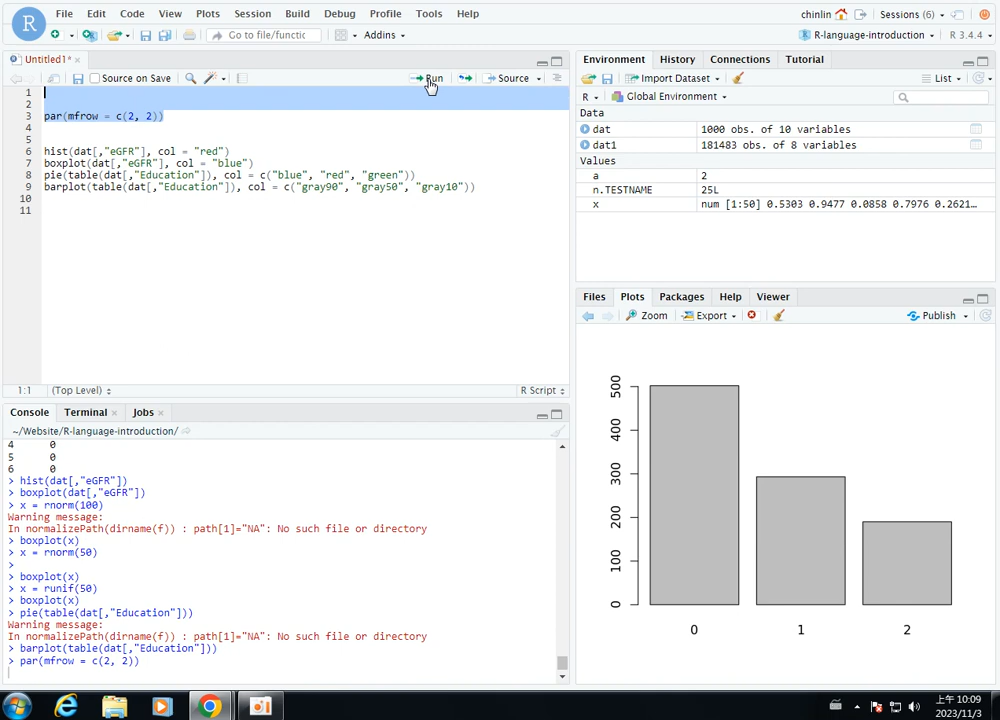 R File Edit Code View Plots Session Build Debug Profile Tools Help chinlin Sessions (6)
Go to file/function Addins R-language-introduction R 3.4.4
Untitled1*
Source on Save Run Source
1
2
3 par(mfrow = c(2, 2))
4
5
6 hist(dat[,"eGFR"], col = "red")
7 boxplot(dat[,"eGFR"], col = "blue")
8 pie(table(dat[,"Education"]), col = c("blue", "red", "green"))
9 barplot(table(dat[,"Education"]), col = c("gray90", "gray50", "gray10"))
10
11
1:1 (Top Level) R Script
Console Terminal Jobs
~/Website/R-language-introduction/
4 0
5 0
6 0
> hist(dat[,"eGFR"])
> boxplot(dat[,"eGFR"])
> x = rnorm(100)
Warning message:
In normalizePath(dirname(f)) : path[1]="NA": No such file or directory
> boxplot(x)
> x = rnorm(50)
>
> boxplot(x)
> x = runif(50)
> boxplot(x)
> pie(table(dat[,"Education"]))
Warning message:
In normalizePath(dirname(f)) : path[1]="NA": No such file or directory
> barplot(table(dat[,"Education"]))
> par(mfrow = c(2, 2))
Environment History Connections Tutorial
Import Dataset List
R Global Environment
Data
dat 1000 obs. of 10 variables
dat1 181483 obs. of 8 variables
Values
a 2
n.TESTNAME 25L
x num [1:50] 0.5303 0.9477 0.0858 0.7976 0.2621…
Files Plots Packages Help Viewer
Zoom Export Publish
500
400
300
200
100
0
0 1 2
上午 10:09
2023/11/3